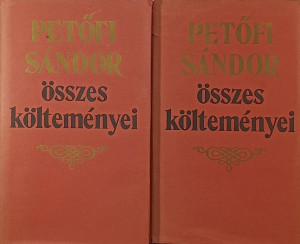 PETŐFI
SÁNDOR
összes
költeményei
PETŐFI
SÁNDOR
összes
költeményei